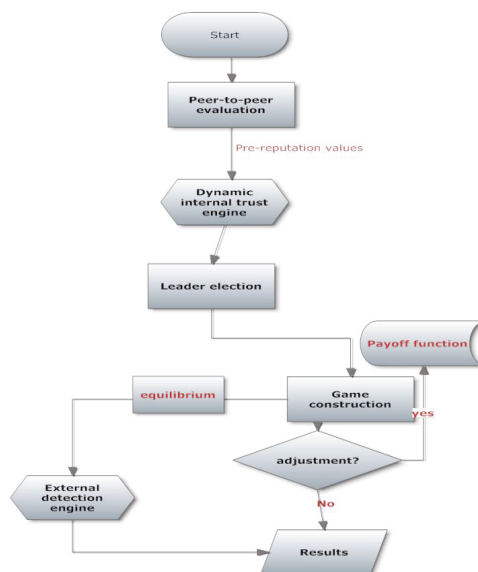 Start
Peer-to-peer
evaluation
Pre-reputation values
Dynamic
internal trust
engine
Leader election
Payoff function
equilibrium
Game
construction
yes
adjustment?
External
detection
engine
No
Results